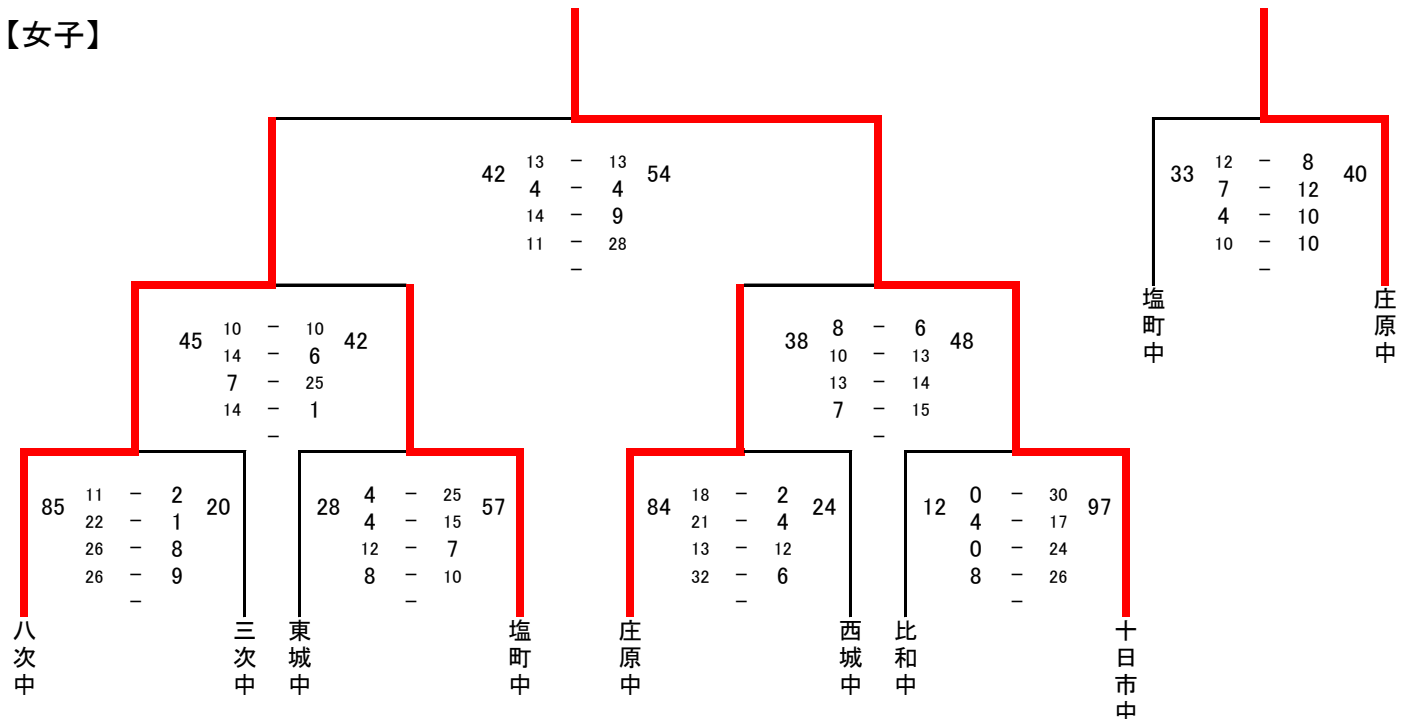 【女子】
42 13 － 13 54
4 － 4
14 － 9
11 － 28
－
33 12 － 8 40
7 － 12
4 － 10
10 － 10
－
塩町中
庄原中
45 10 － 10 42
14 － 6
7 － 25
14 － 1
－
38 8 － 6 48
10 － 13
13 － 14
7 － 15
－
85 11 － 2 20
22 － 1
26 － 8
26 － 9
－
28 4 － 25 57
4 － 15
12 － 7
8 － 10
－
84 18 － 2 24
21 － 4
13 － 12
32 － 6
－
12 0 － 30 97
4 － 17
0 － 24
8 － 26
－
八次中
三次中
東城中
塩町中
庄原中
西城中
比和中
十日市中